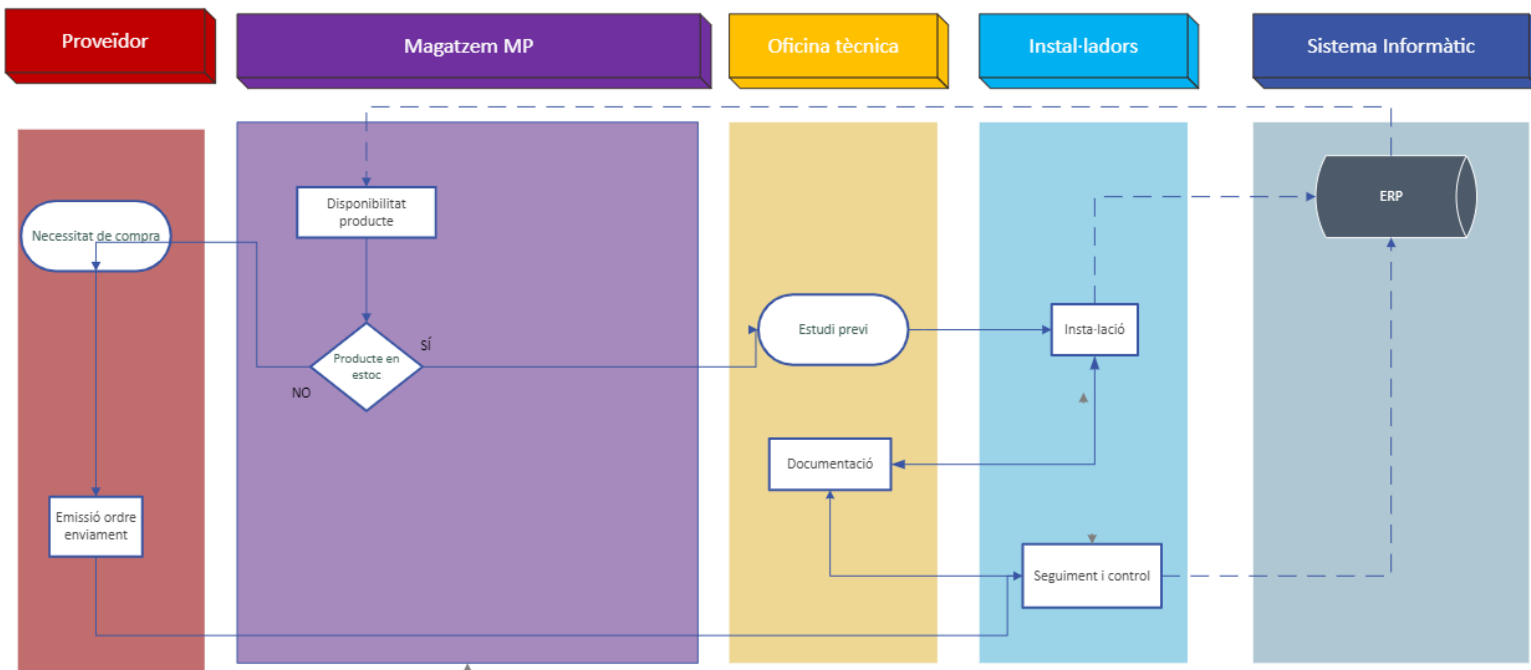 Proveïdor
Magatzem MP
Oficina tècnica
Instal·ladors
Sistema Informàtic
Disponibilitat
producte
ERP
Necessitat de compra
Estudi previ
Insta·lació
SÍ
Producte en
estoc
NO
Documentació
Emissió ordre
enviament
Seguiment i control